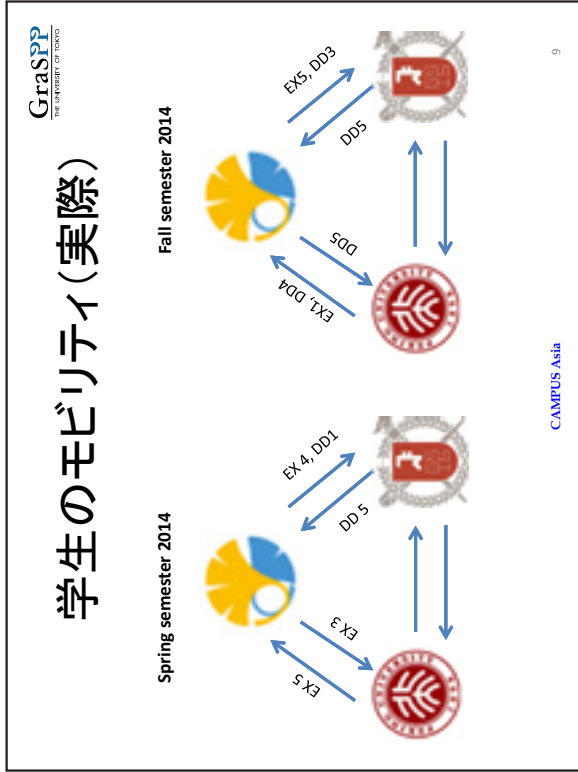 GraSPP
THE UNIVERSITY OF TOKYO
学生のモビリティ(実際)
Spring semester 2014
EX 5
EX 3
EX 4, DD1
DD 5
Fall semester 2014
EX1, DD4
DD5
EX5, DD3
DD5
CAMPUS Asia
9